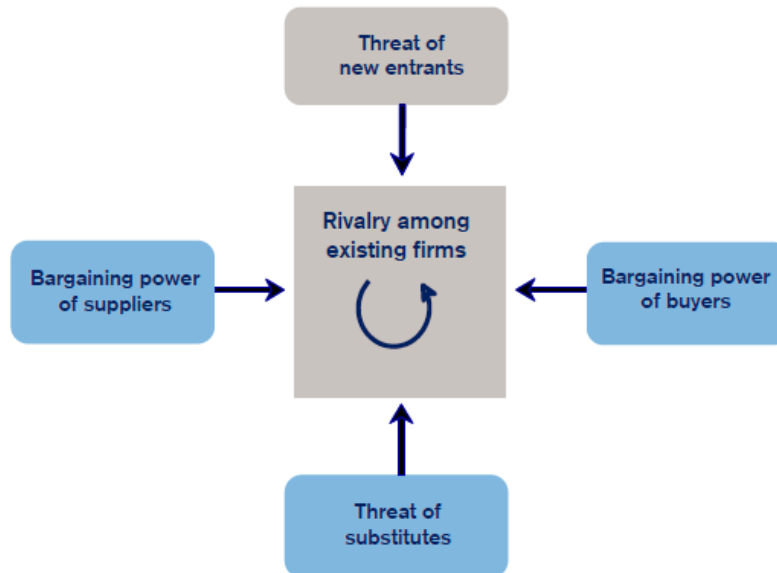 Threat of
new entrants
Rivalry among
existing firms
Bargaining power
of suppliers
Bargaining power
of buyers
Threat of
substitutes